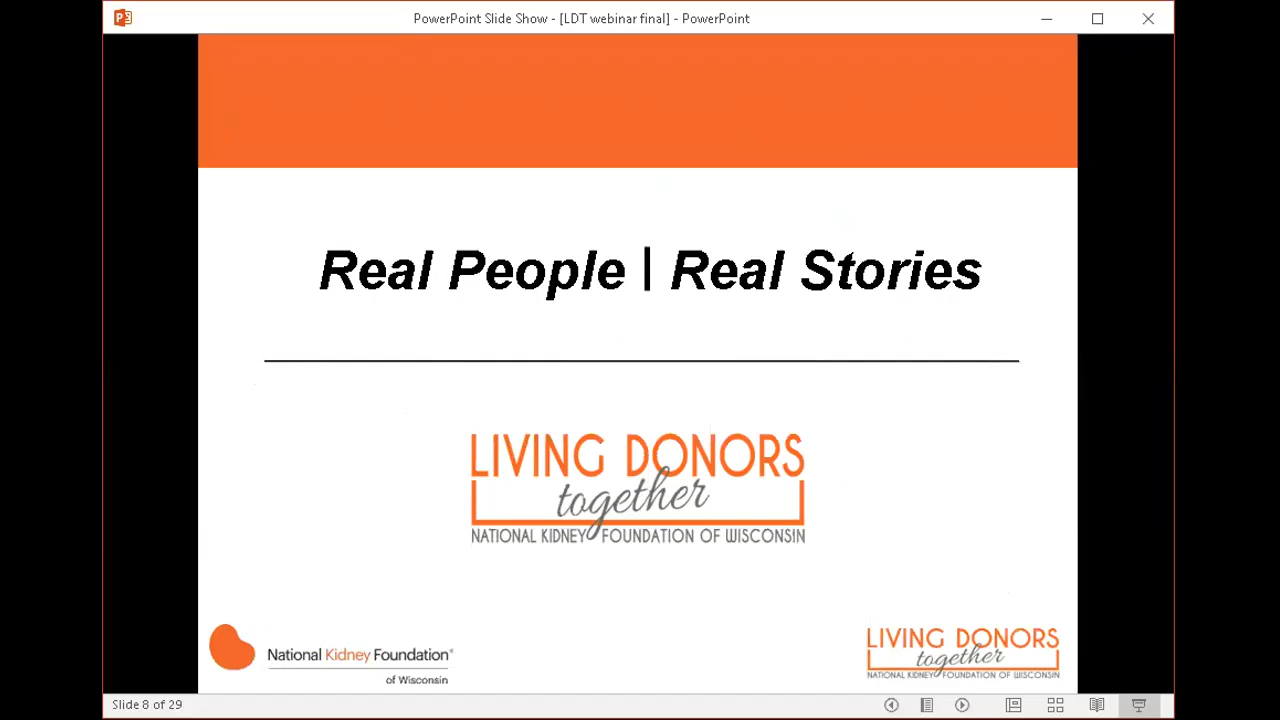 PowerPoint Slide Show - [LDT webinar final] - PowerPoint
Real People | Real Stories
LIVING DONORS
together
NATIONAL KIDNEY FOUNDATION OF WISCONSIN
National Kidney Foundation®
of Wisconsin
LIVING DONORS
together
NATIONAL KIDNEY FOUNDATION OF WISCONSIN
Slide 8 of 29